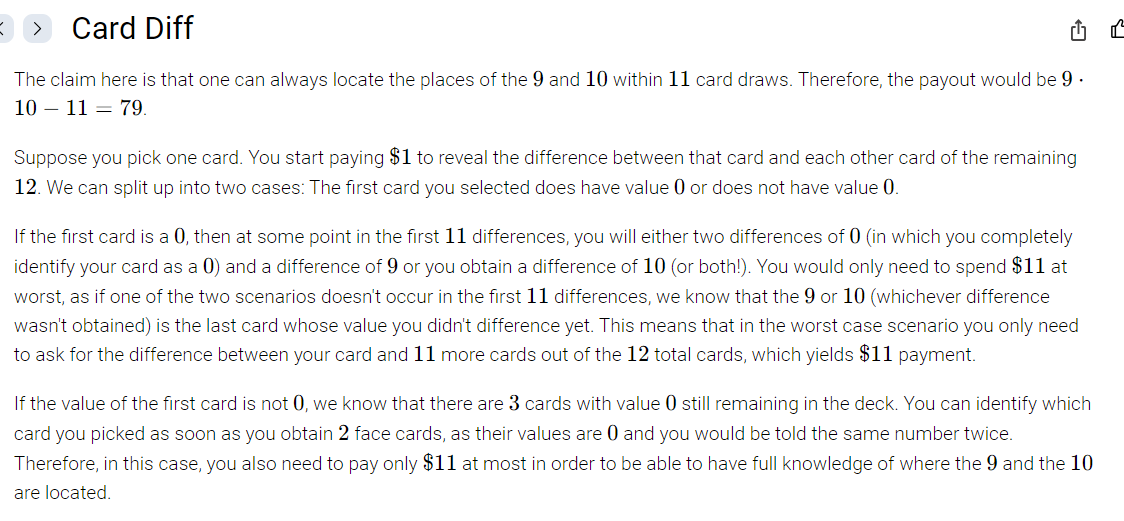 Card Diff
The claim here is that one can always locate the places of the 9 and 10 within 11 card draws. Therefore, the payout would be 9 ·
10 − 11 = 79.
Suppose you pick one card. You start paying $1 to reveal the difference between that card and each other card of the remaining
12. We can split up into two cases: The first card you selected does have value 0 or does not have value 0.
If the first card is a 0, then at some point in the first 11 differences, you will either two differences of 0 (in which you completely
identify your card as a 0) and a difference of 9 or you obtain a difference of 10 (or both!). You would only need to spend $11 at
worst, as if one of the two scenarios doesn't occur in the first 11 differences, we know that the 9 or 10 (whichever difference
wasn't obtained) is the last card whose value you didn't difference yet. This means that in the worst case scenario you only need
to ask for the difference between your card and 11 more cards out of the 12 total cards, which yields $11 payment.
If the value of the first card is not 0, we know that there are 3 cards with value 0 still remaining in the deck. You can identify which
card you picked as soon as you obtain 2 face cards, as their values are 0 and you would be told the same number twice.
Therefore, in this case, you also need to pay only $11 at most in order to be able to have full knowledge of where the 9 and the 10
are located.